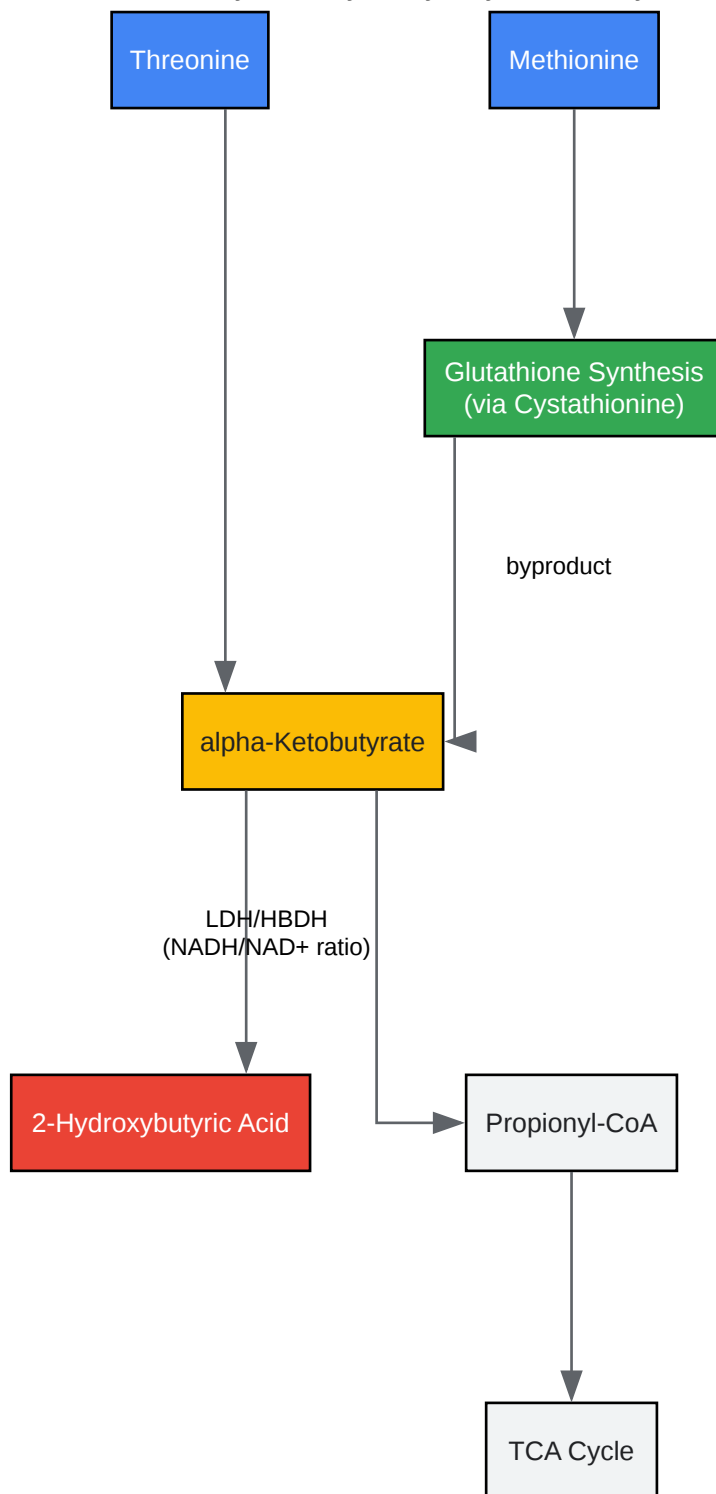 Threonine
Methionine
Glutathione Synthesis
(via Cystathionine)
byproduct
alpha-Ketobutyrate
LDH/HBDH
(NADH/NAD+ ratio)
2-Hydroxybutyric Acid
Propionyl-CoA
TCA Cycle